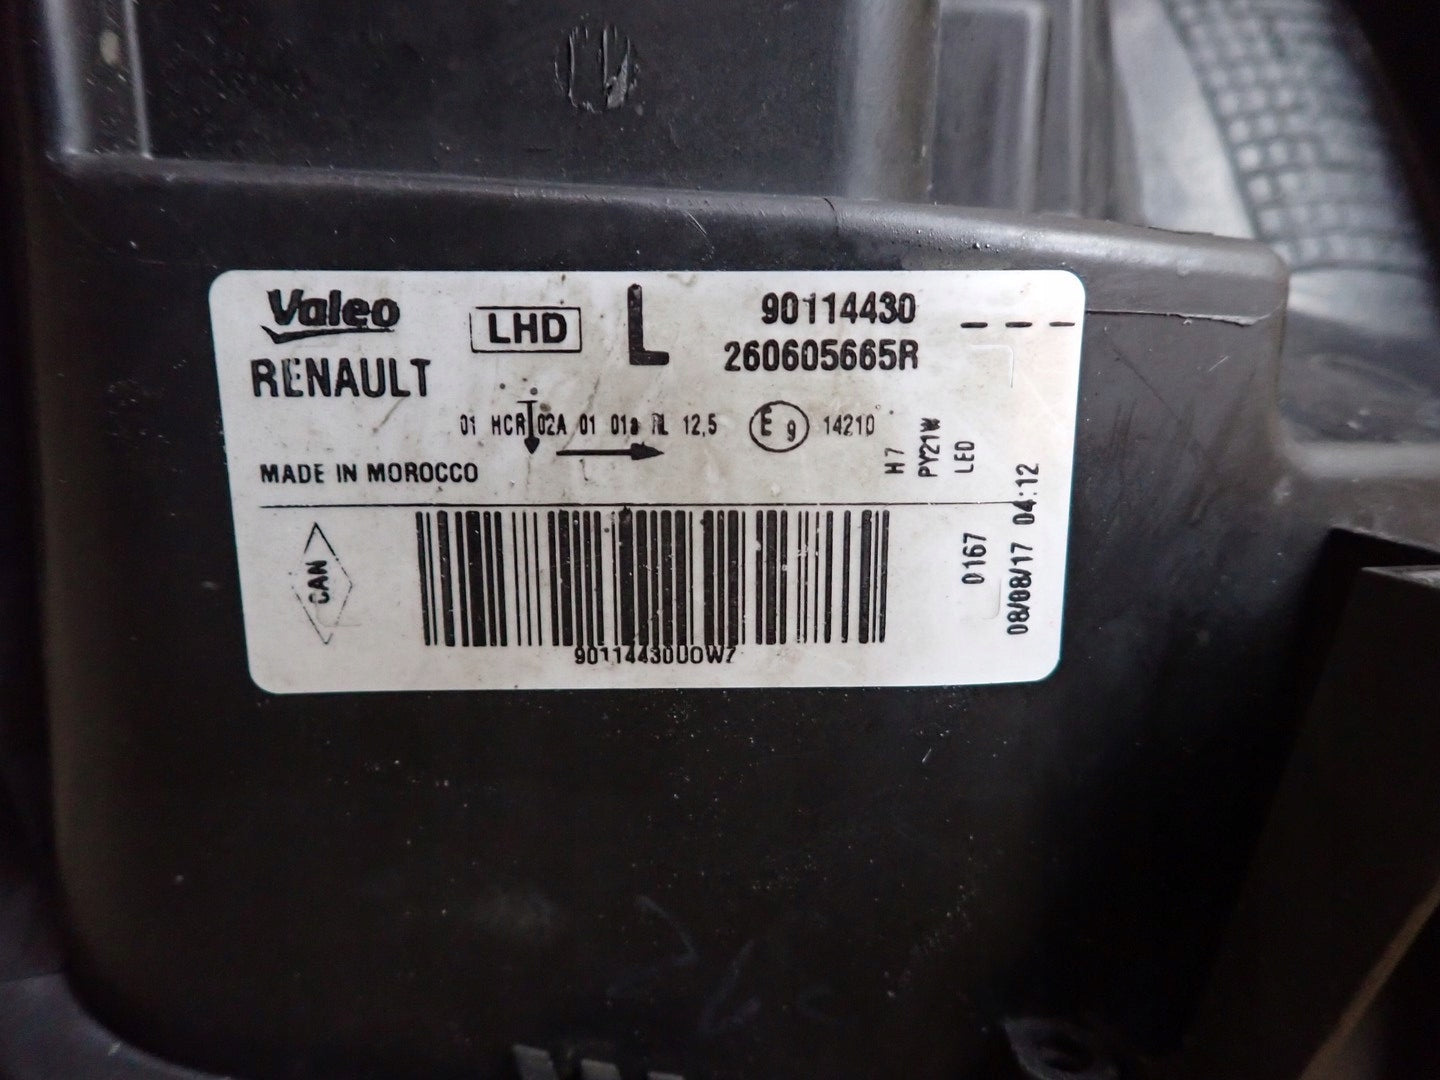 Valeo
RENAULT
LHD
L
90114430
260605665R
01 HCR 02A 01 01a RL 12,5
E 9
14210
H7
PY21W
LED
MADE IN MOROCCO
CAN
90114430D0W7
0167
08/08/17 04:12